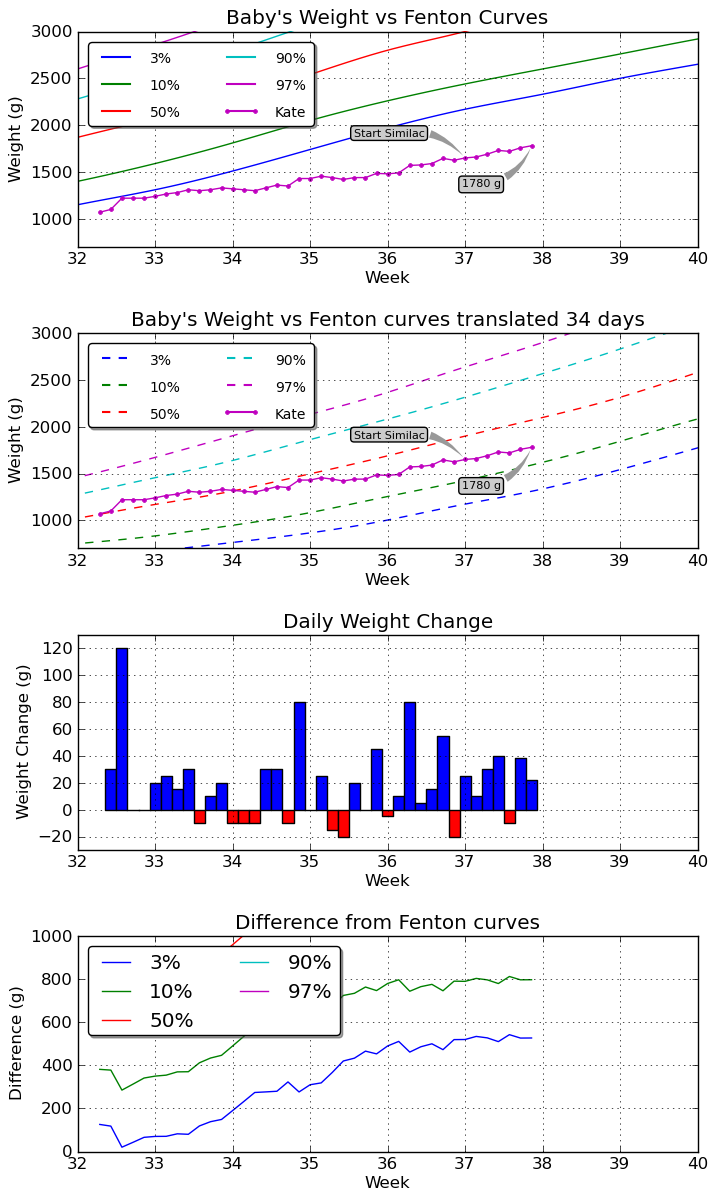 Baby's Weight vs Fenton Curves
3000
2500
2000
1500
1000
Weight (g)
3% 90%
10% 97%
50% Kate
Start Similac
1780 g
32 33 34 35 36 37 38 39 40
Week
Baby's Weight vs Fenton curves translated 34 days
3000
2500
2000
1500
1000
Weight (g)
3% 90%
10% 97%
50% Kate
Start Similac
1780 g
32 33 34 35 36 37 38 39 40
Week
Daily Weight Change
120
100
80
60
40
20
0
−20
Weight Change (g)
32 33 34 35 36 37 38 39 40
Week
Difference from Fenton curves
1000
800
600
400
200
0
Difference (g)
3% 90%
10% 97%
50%
32 33 34 35 36 37 38 39 40
Week